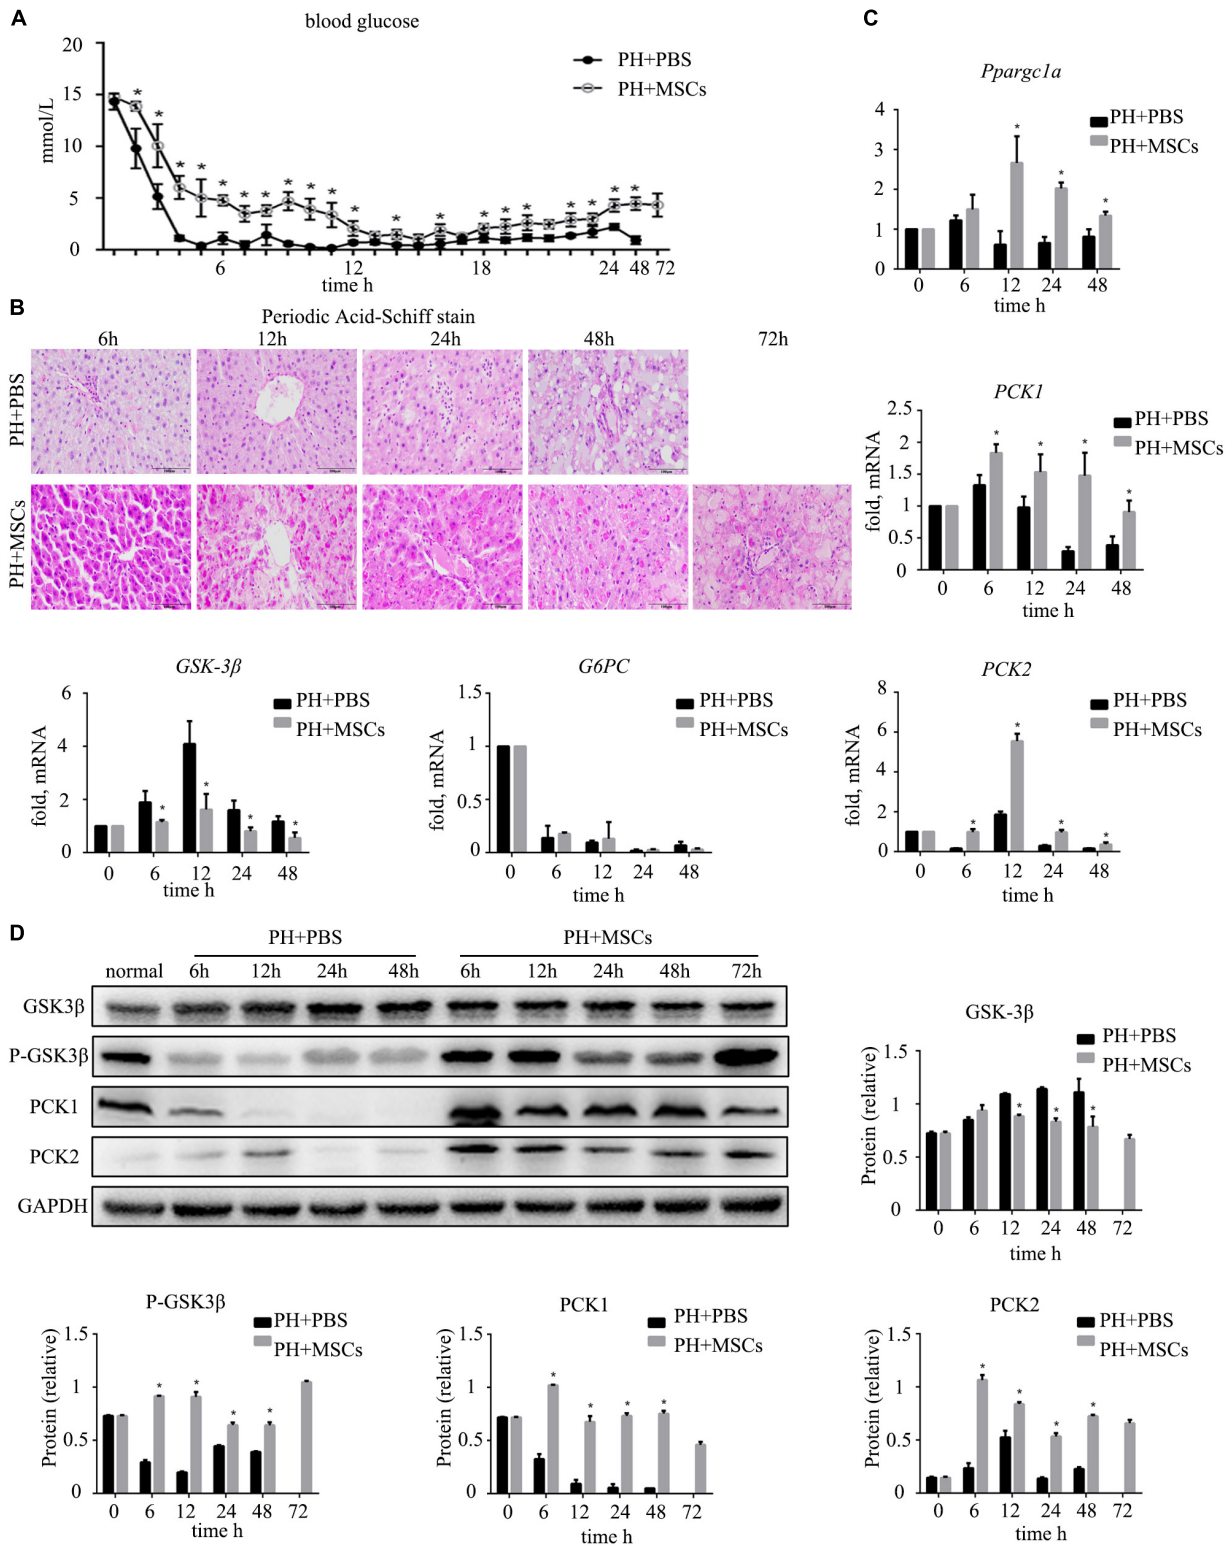 A
blood glucose
20
15
10
5
0
mmol/L
PH+PBS
PH+MSCs
* * * * * * * * * * * * * * * * * * * * * *
6 12 18 24 48 72
time h
B
Periodic Acid-Schiff stain
6h 12h 24h 48h 72h
PH+PBS
PH+MSCs
C
Ppargc1a
4
3
2
1
0
PH+PBS
PH+MSCs
* * *
0 6 12 24 48
time h
PCK1
2.5
2
1.5
1
0.5
0
fold, mRNA
PH+PBS
PH+MSCs
* * * *
0 6 12 24 48
time h
GSK-3β
6
4
2
0
fold, mRNA
PH+PBS
PH+MSCs
* * * *
0 6 12 24 48
time h
G6PC
1.5
1
0.5
0
fold, mRNA
PH+PBS
PH+MSCs
0 6 12 24 48
time h
PCK2
8
6
4
2
0
fold, mRNA
PH+PBS
PH+MSCs
* * * *
0 6 12 24 48
time h
D
PH+PBS PH+MSCs
normal 6h 12h 24h 48h 6h 12h 24h 48h 72h
GSK3β
P-GSK3β
PCK1
PCK2
GAPDH
GSK-3β
1.5
1
0.5
0
Protein (relative)
PH+PBS
PH+MSCs
* * *
0 6 12 24 48 72
time h
P-GSK3β
1.5
1
0.5
0
Protein (relative)
PH+PBS
PH+MSCs
* * * *
0 6 12 24 48 72
time h
PCK1
1.5
1
0.5
0
Protein (relative)
PH+PBS
PH+MSCs
* * * *
0 6 12 24 48 72
time h
PCK2
1.5
1
0.5
0
Protein (relative)
PH+PBS
PH+MSCs
* * * *
0 6 12 24 48 72
time h